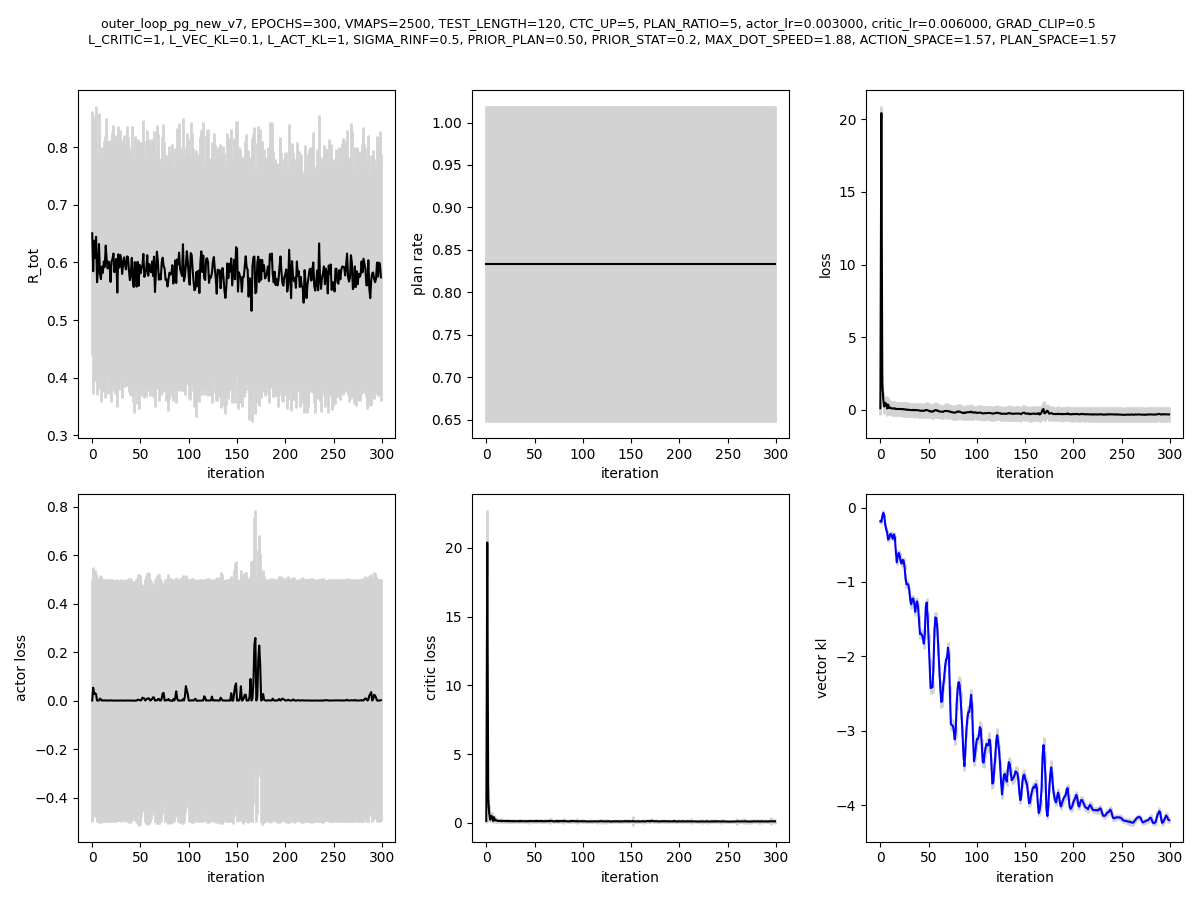 outer_loop_pg_new_v7, EPOCHS=300, VMAPS=2500, TEST_LENGTH=120, CTC_UP=5, PLAN_RATIO=5, actor_lr=0.003000, critic_lr=0.006000, GRAD_CLIP=0.5
L_CRITIC=1, L_VEC_KL=0.1, L_ACT_KL=1, SIGMA_RINF=0.5, PRIOR_PLAN=0.50, PRIOR_STAT=0.2, MAX_DOT_SPEED=1.88, ACTION_SPACE=1.57, PLAN_SPACE=1.57
0.8
0.7
0.6
0.5
0.4
0.3
R_tot
0 50 100 150 200 250 300
iteration
1.00
0.95
0.90
0.85
0.80
0.75
0.70
0.65
plan rate
0 50 100 150 200 250 300
iteration
20
15
10
5
0
loss
0 50 100 150 200 250 300
iteration
0.8
0.6
0.4
0.2
0.0
−0.2
−0.4
actor loss
0 50 100 150 200 250 300
iteration
20
15
10
5
0
critic loss
0 50 100 150 200 250 300
iteration
0
−1
−2
−3
−4
vector kl
0 50 100 150 200 250 300
iteration